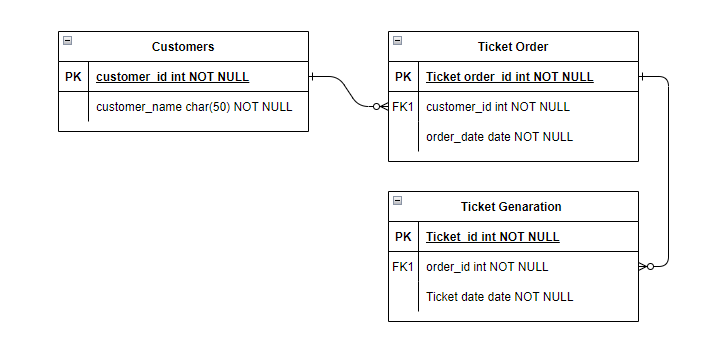 Customers
PK customer_id int NOT NULL
customer_name char(50) NOT NULL
Ticket Order
PK Ticket order_id int NOT NULL
FK1 customer_id int NOT NULL
order_date date NOT NULL
Ticket Genaration
PK Ticket_id int NOT NULL
FK1 order_id int NOT NULL
Ticket date date NOT NULL